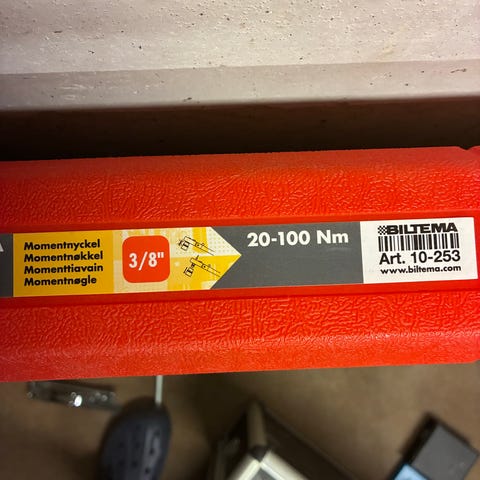 Momentnyckel
Momentnøkkel
Momenttiavain
Momentnøgle
3/8"
20-100 Nm
BILTEMA
Art. 10-253
www.biltema.com